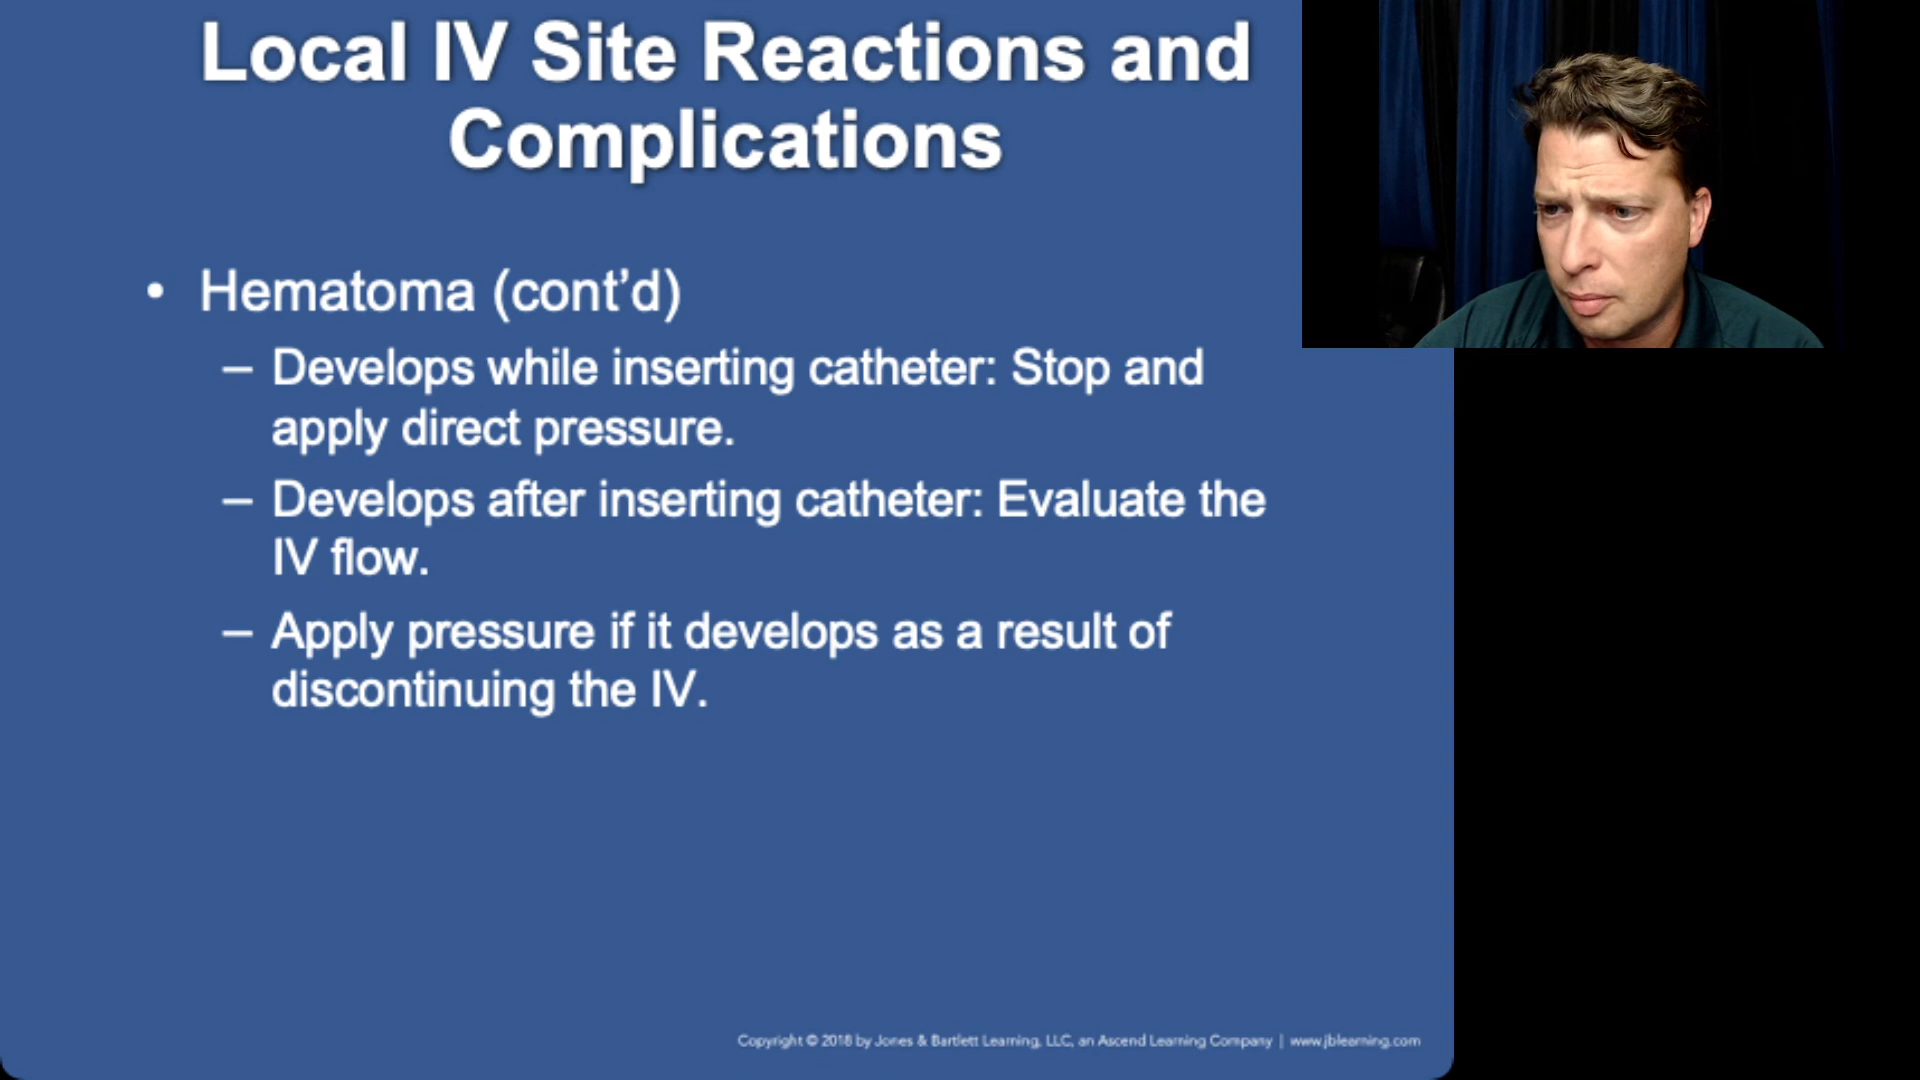 Local IV Site Reactions and
Complications
• Hematoma (cont’d)
– Develops while inserting catheter: Stop and
apply direct pressure.
– Develops after inserting catheter: Evaluate the
IV flow.
– Apply pressure if it develops as a result of
discontinuing the IV.
Copyright © 2018 by Jones & Bartlett Learning, LLC, an Ascend Learning Company | www.jblearning.com